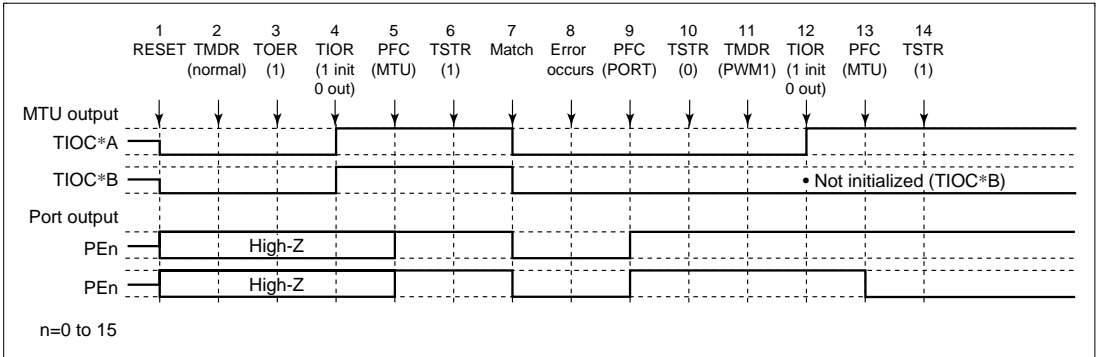 1 2 3 4 5 6 7 8 9 10 11 12 13 14
RESET TMDR TOER TIOR PFC TSTR Match Error PFC TSTR TMDR TIOR PFC TSTR
(normal) (1) (1 init (MTU) (1) occurs (PORT) (0) (PWM1) (1 init (MTU) (1)
0 out) 0 out)
MTU output
TIOC*A
TIOC*B
• Not initialized (TIOC*B)
Port output
PEn
High-Z
PEn
High-Z
n=0 to 15